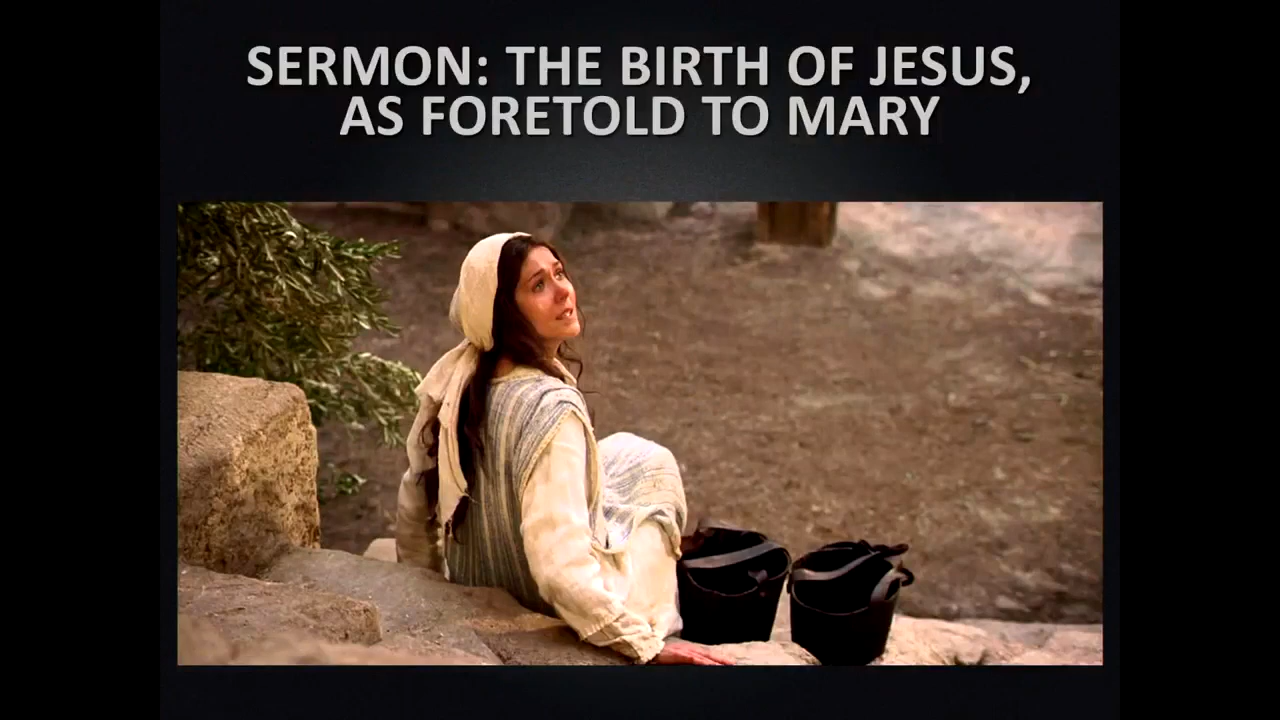 SERMON: THE BIRTH OF JESUS,
AS FORETOLD TO MARY